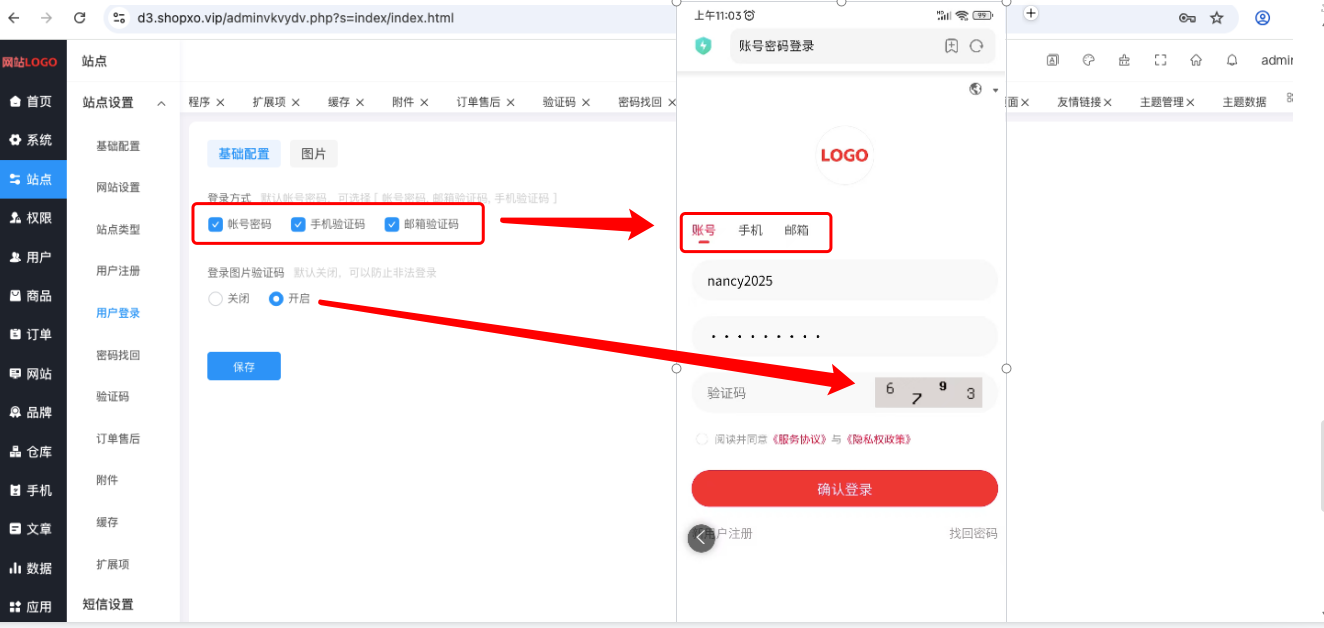 d3.shopxo.vip/adminvkvydv.php?s=index/index.html
网站LOGO
首页
系统
站点
权限
用户
商品
订单
网站
品牌
仓库
手机
文章
数据
应用
站点
站点设置
基础配置
网站设置
站点类型
用户注册
用户登录
密码找回
验证码
订单售后
附件
缓存
扩展项
短信设置
admin
程序 扩展项 缓存 附件 订单售后 验证码 密码找回
面 友情链接 主题管理 主题数据
基础配置 图片
登录方式 默认帐号密码，可选择 [ 帐号密码, 邮箱验证码, 手机验证码 ]
帐号密码 手机验证码 邮箱验证码
登录图片验证码 默认关闭，可以防止非法登录
关闭 开启
保存
上午11:03 99
账号密码登录
LOGO
账号 手机 邮箱
nancy2025
验证码 6 7 9 3
阅读并同意《服务协议》与《隐私权政策》
确认登录
用户注册 找回密码